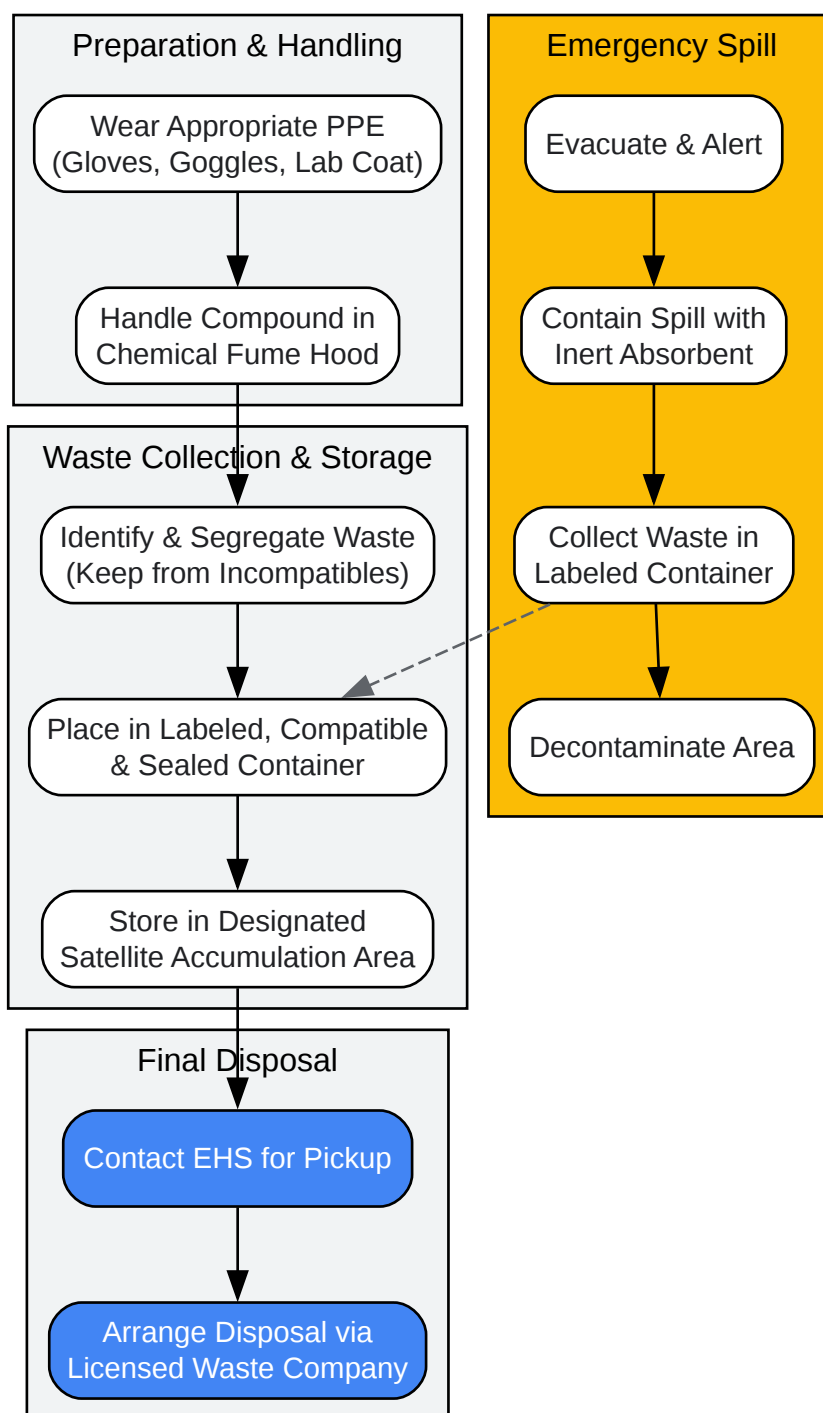 Preparation & Handling
Wear Appropriate PPE
(Gloves, Goggles, Lab Coat)
Handle Compound in
Chemical Fume Hood
Waste Collection & Storage
Identify & Segregate Waste
(Keep from Incompatibles)
Place in Labeled, Compatible
& Sealed Container
Store in Designated
Satellite Accumulation Area
Final Disposal
Contact EHS for Pickup
Arrange Disposal via
Licensed Waste Company
Emergency Spill
Evacuate & Alert
Contain Spill with
Inert Absorbent
Collect Waste in
Labeled Container
Decontaminate Area